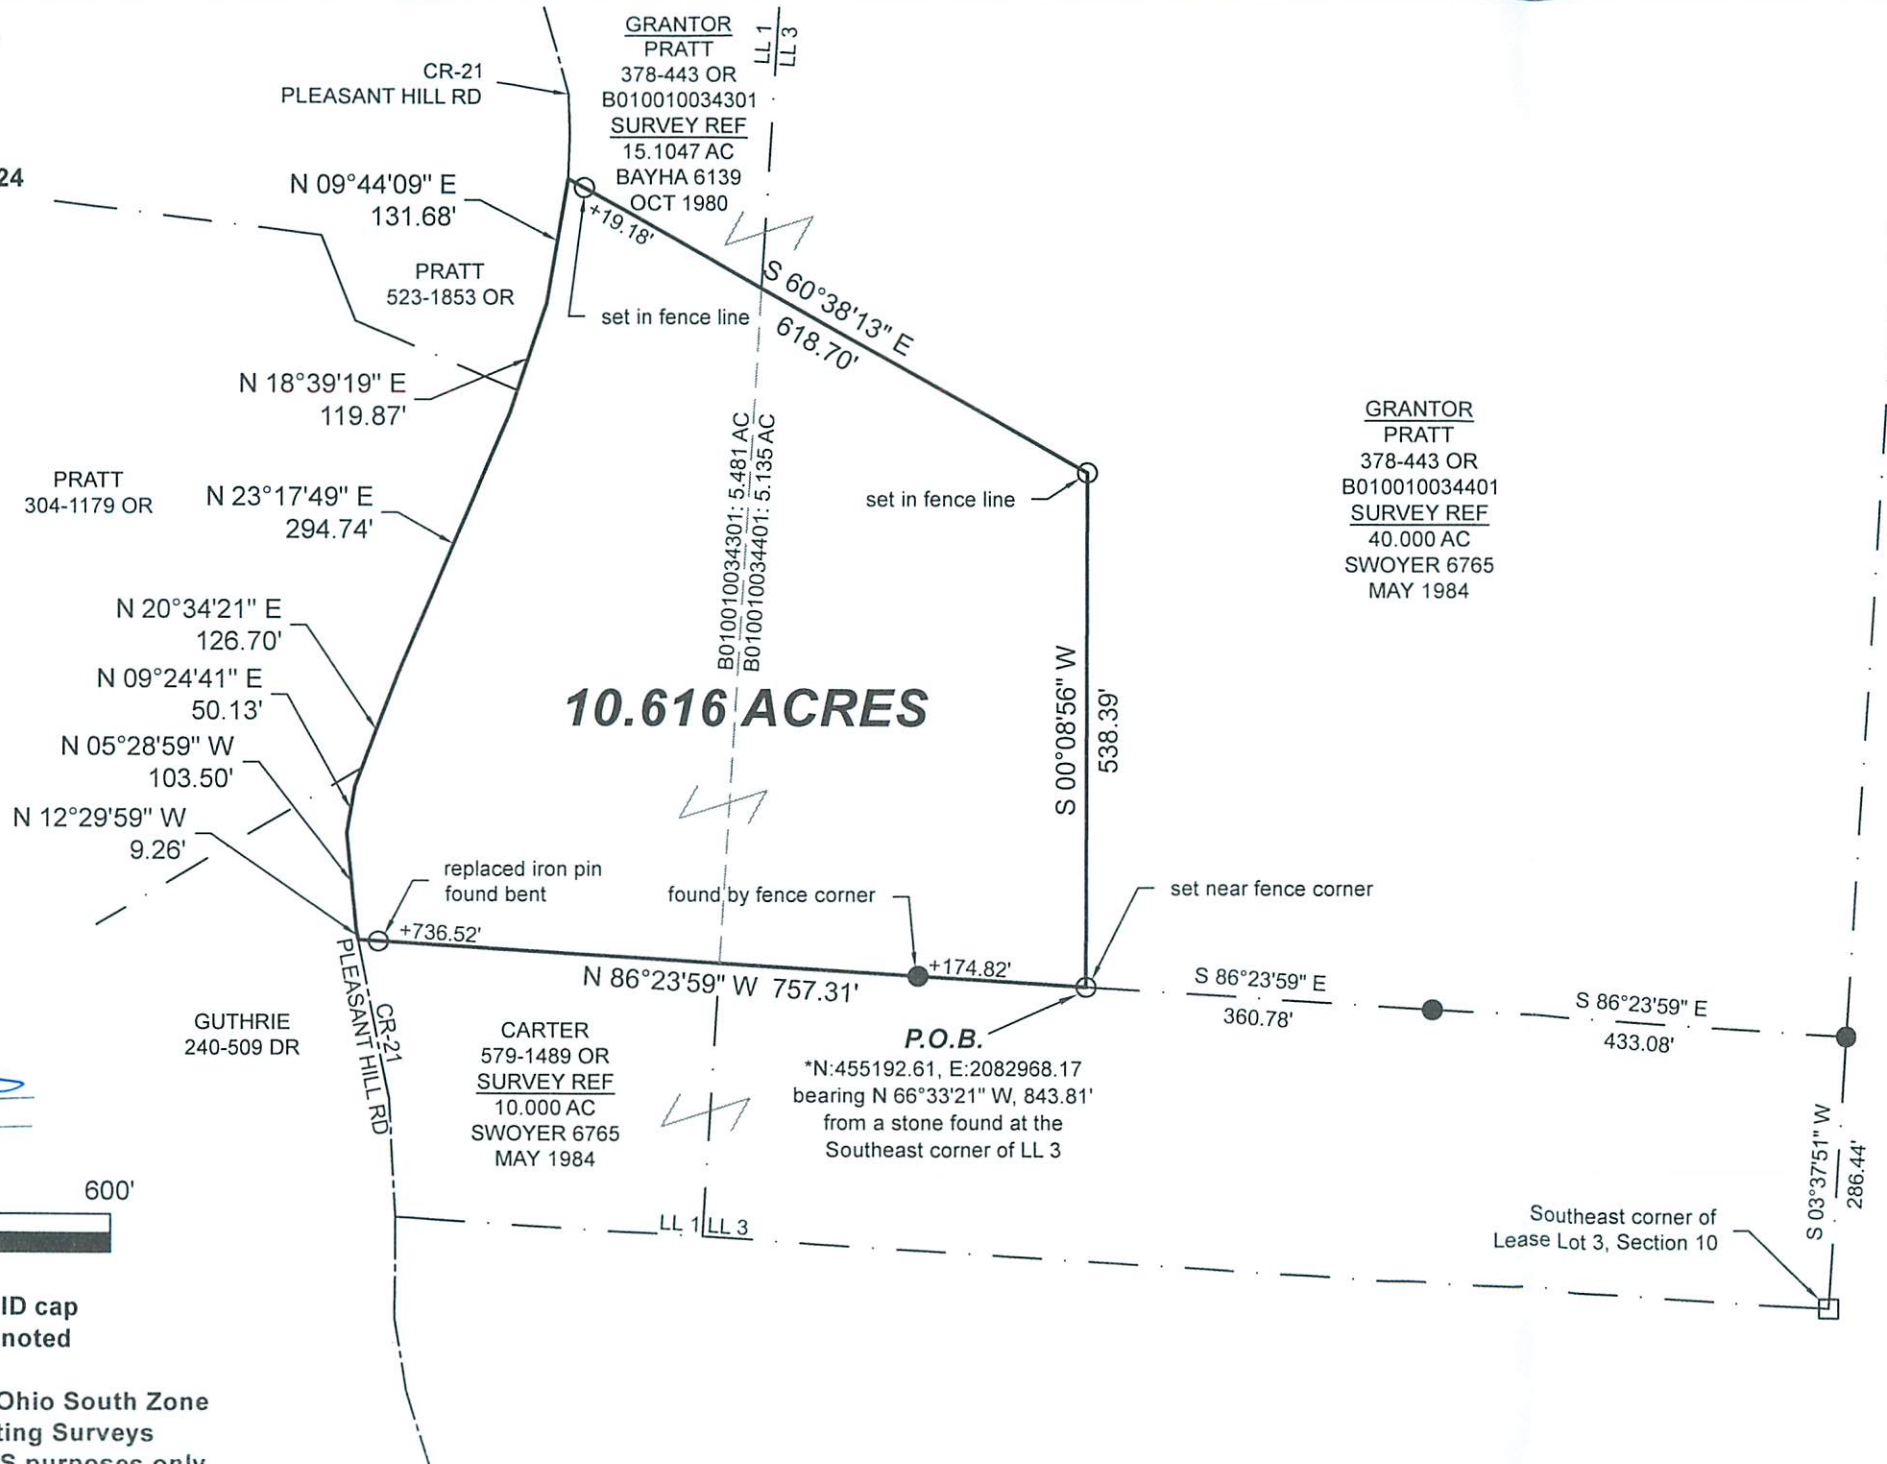 GRANTOR
PRATT
378-443 OR
B010010034301
SURVEY REF
15.1047 AC
BAYHA 6139
OCT 1980
LL 1
LL 3
CR-21
PLEASANT HILL RD
24
N 09°44'09" E
131.68'
+19.18'
PRATT
523-1853 OR
set in fence line
S 60°38'13" E
618.70'
N 18°39'19" E
119.87'
PRATT
304-1179 OR
N 23°17'49" E
294.74'
B010010034301: 5.481 AC
B010010034401: 5.135 AC
set in fence line
GRANTOR
PRATT
378-443 OR
B010010034401
SURVEY REF
40.000 AC
SWOYER 6765
MAY 1984
N 20°34'21" E
126.70'
N 09°24'41" E
50.13'
N 05°28'59" W
103.50'
N 12°29'59" W
9.26'
10.616 ACRES
S 00°08'56" W
538.39'
replaced iron pin
found bent
found by fence corner
set near fence corner
+736.52'
+174.82'
N 86°23'59" W 757.31'
S 86°23'59" E
360.78'
S 86°23'59" E
433.08'
PLEASANT HILL RD
CR-21
GUTHRIE
240-509 DR
CARTER
579-1489 OR
SURVEY REF
10.000 AC
SWOYER 6765
MAY 1984
P.O.B.
*N:455192.61, E:2082968.17
bearing N 66°33'21" W, 843.81'
from a stone found at the
Southeast corner of LL 3
S 03°37'51" W
286.44'
600'
LL 1
LL 3
Southeast corner of
Lease Lot 3, Section 10
ID cap
noted
Ohio South Zone
ting Surveys
S purposes only